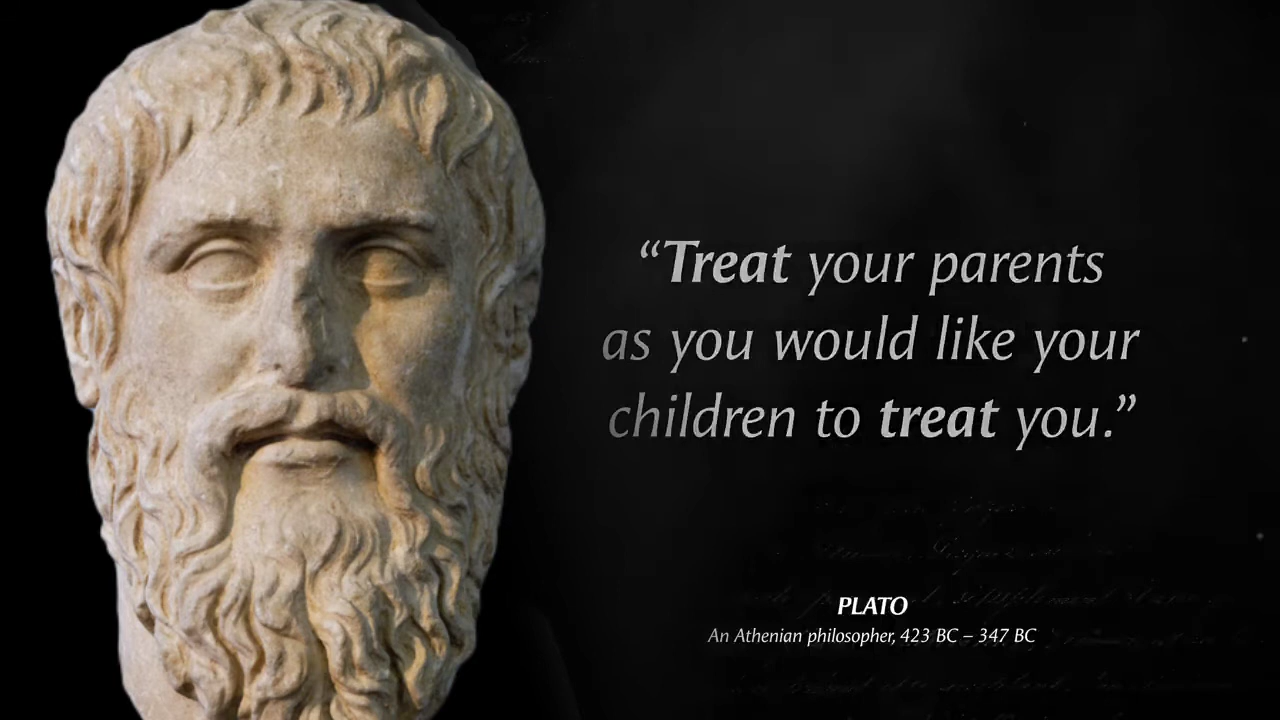 “Treat your parents
as you would like your
children to treat you.”
PLATO
An Athenian philosopher, 423 BC – 347 BC